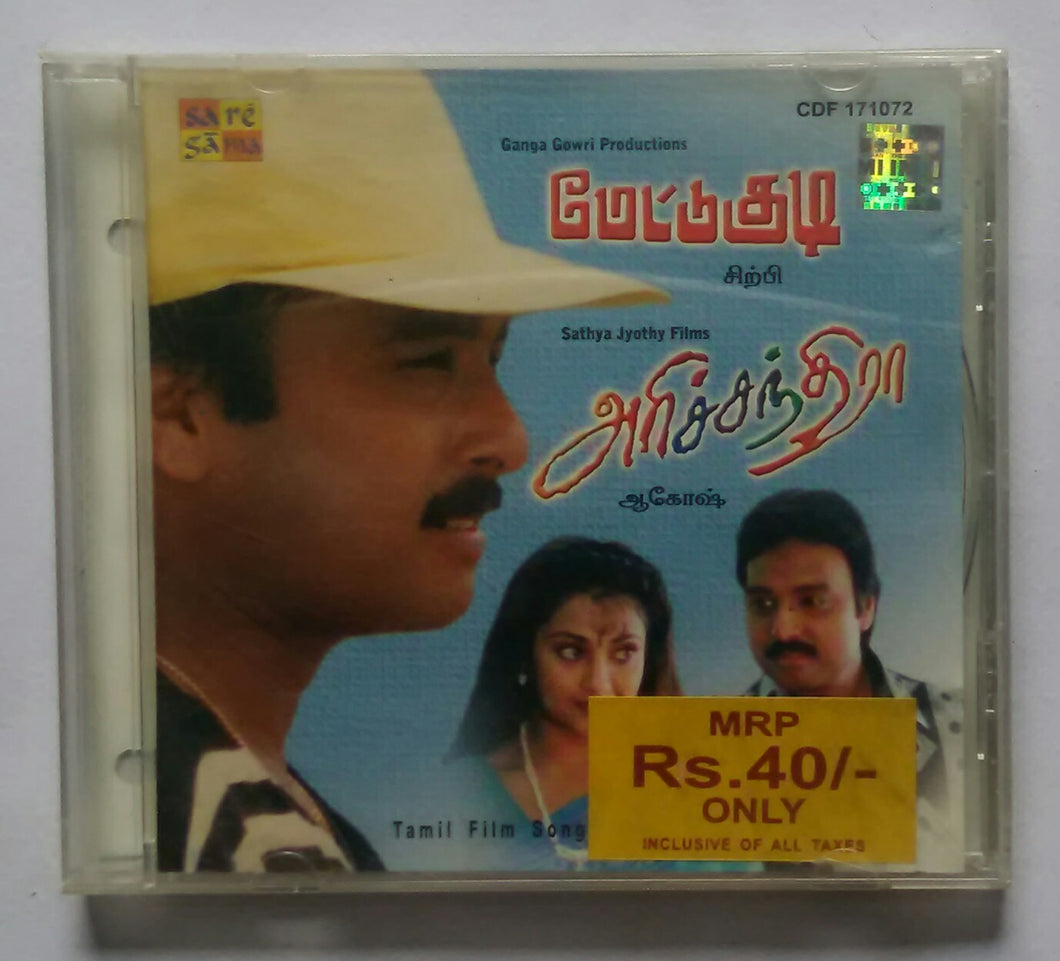 sa re
gā ma
CDF 171072
Ganga Gowri Productions
மேட்டுகுடி
சிற்பி
Sathya Jyothy Films
அரிச்சந்திரா
ஆகோஷ்
Tamil Film Song
MRP
Rs.40/-
ONLY
INCLUSIVE OF ALL TAXES